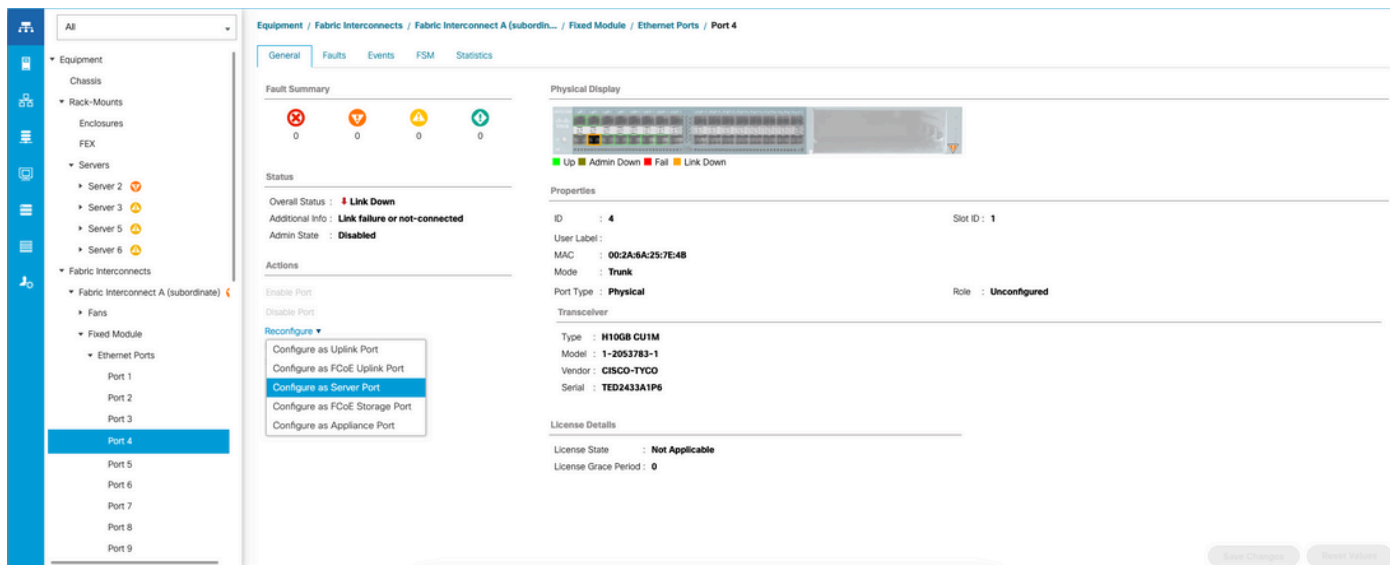 All
Equipment
Chassis
Rack-Mounts
Enclosures
FEX
Servers
Server 2
Server 3
Server 5
Server 6
Fabric Interconnects
Fabric Interconnect A (subordinate)
Fans
Fixed Module
Ethernet Ports
Port 1
Port 2
Port 3
Port 4
Port 5
Port 6
Port 7
Port 8
Port 9
Equipment / Fabric Interconnects / Fabric Interconnect A (subordin... / Fixed Module / Ethernet Ports / Port 4
General Faults Events FSM Statistics
Fault Summary
0 0 0 0
Status
Overall Status : Link Down
Additional Info : Link failure or not-connected
Admin State : Disabled
Actions
Enable Port
Disable Port
Reconfigure
Configure as Uplink Port
Configure as FCoE Uplink Port
Configure as Server Port
Configure as FCoE Storage Port
Configure as Appliance Port
Physical Display
Up Admin Down Fail Link Down
Properties
ID : 4 Slot ID : 1
User Label :
MAC : 00:2A:6A:25:7E:4B
Mode : Trunk
Port Type : Physical Role : Unconfigured
Transceiver
Type : H10GB CU1M
Model : 1-2053783-1
Vendor : CISCO-TYCO
Serial : TED2433A1P6
License Details
License State : Not Applicable
License Grace Period : 0
Save Changes Reset Values